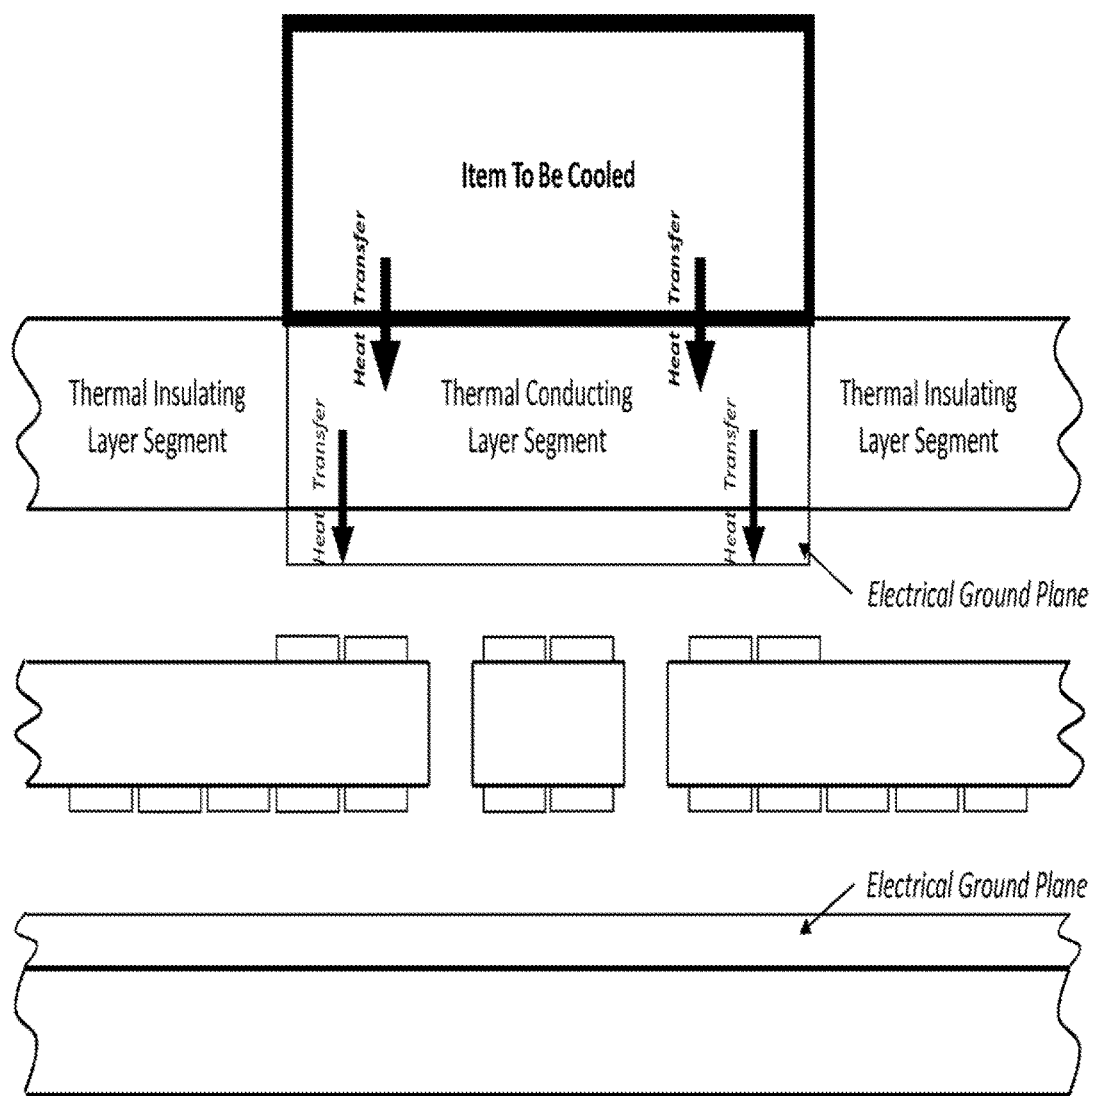 Item To Be Cooled
Heat Transfer
Heat Transfer
Thermal Insulating
Layer Segment
Thermal Conducting
Layer Segment
Thermal Insulating
Layer Segment
Heat Transfer
Heat Transfer
Electrical Ground Plane
Electrical Ground Plane